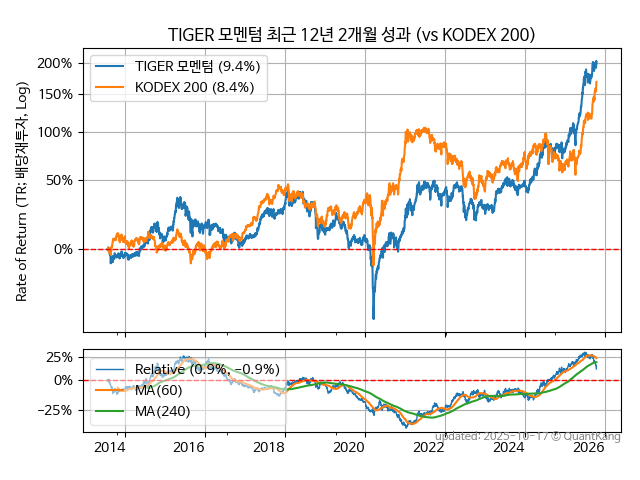 TIGER 모멘텀 최근 12년 2개월 성과 (vs KODEX 200)
Rate of Return (TR: 배당재투자, Log)
200%
150%
100%
50%
0%
TIGER 모멘텀 (9.4%)
KODEX 200 (8.4%)
25%
0%
−25%
Relative (0.9%, −0.9%)
MA(60)
MA(240)
2014
2016
2018
2020
2022
2024
2026
updated: 2025-10-17 © QuantKang